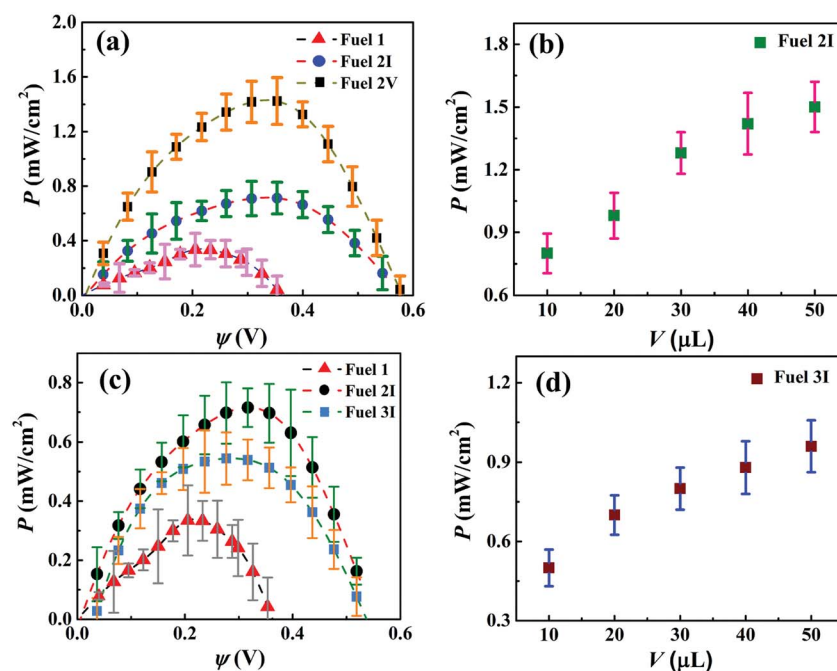 (a)
Fuel 1
Fuel 2I
Fuel 2V
2.0
1.6
1.2
0.8
0.4
0.0
P (mW/cm²)
0.0 0.2 0.4 0.6
ψ (V)
(b)
Fuel 2I
1.8
1.5
1.2
0.9
0.6
P (mW/cm²)
10 20 30 40 50
V (μL)
(c)
Fuel 1
Fuel 2I
Fuel 3I
0.8
0.6
0.4
0.2
0.0
P (mW/cm²)
0.0 0.2 0.4 0.6
ψ (V)
(d)
Fuel 3I
1.2
0.9
0.6
0.3
P (mW/cm²)
10 20 30 40 50
V (μL)